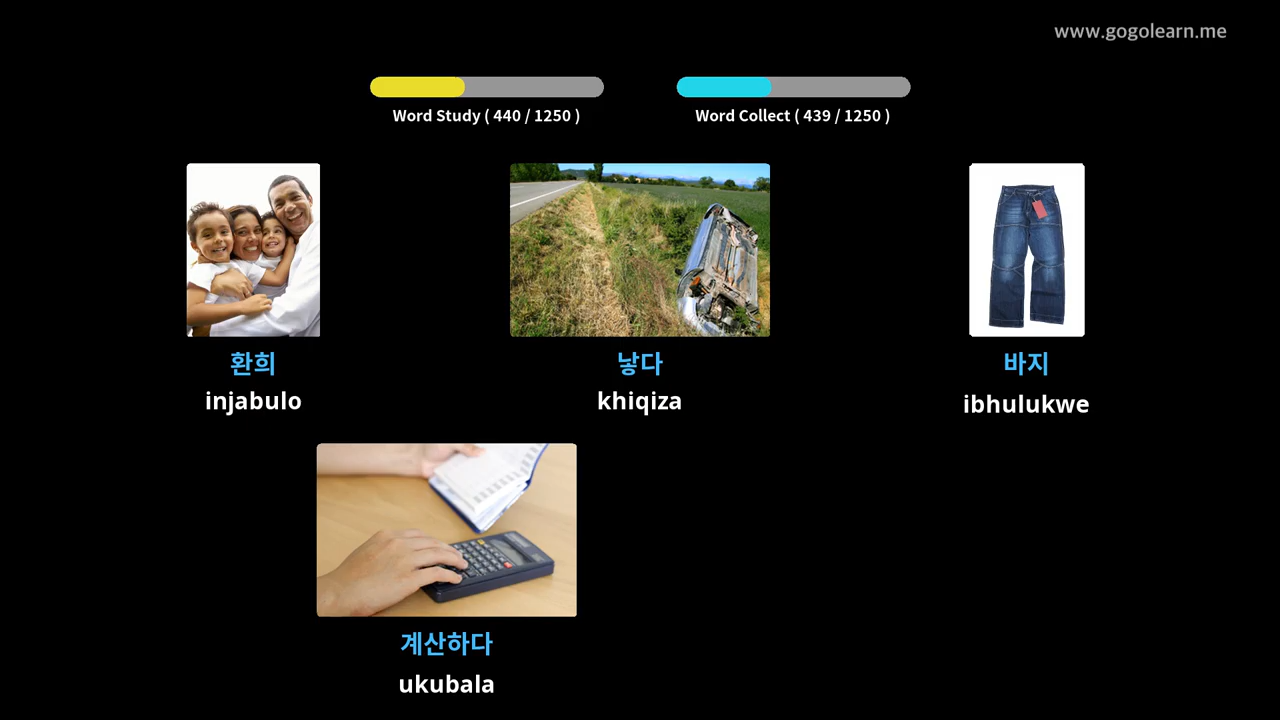 www.gogolearn.me
Word Study ( 440 / 1250 )
Word Collect ( 439 / 1250 )
환희
injabulo
낳다
khiqiza
바지
ibhulukwe
계산하다
ukubala